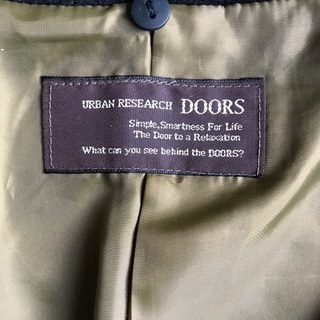 URBAN RESEARCH DOORS
Simple,Smartness For Life
The Door to a Relaxation
What can you see behind the DOORS?